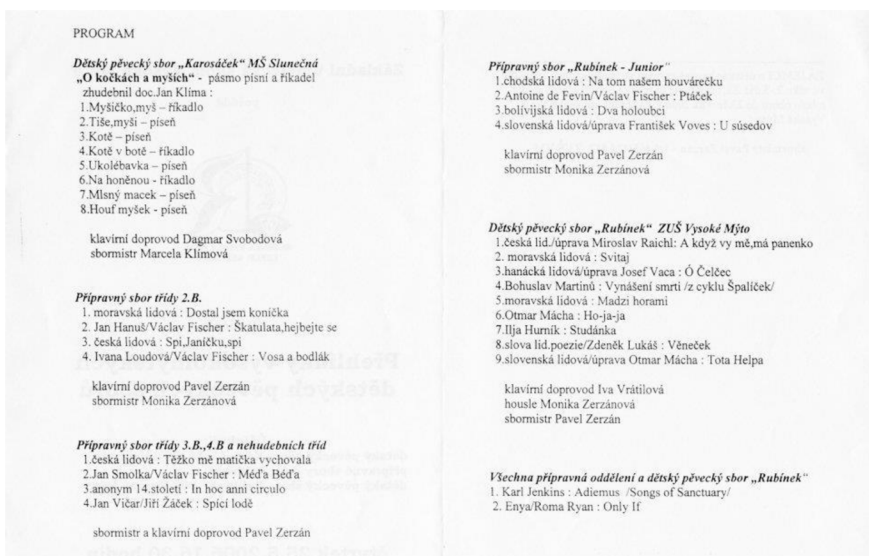 PROGRAM
Dětský pěvecký sbor „Karosáček" MŠ Slunečná
„O kočkách a myších" - pásmo písní a říkadel
zhudebnil doc.Jan Klíma :
1.Myšičko,myš – říkadlo
2.Tiše,myši – píseň
3.Kotě – píseň
4.Kotě v botě – říkadlo
5.Ukolébavka – píseň
6.Na honěnou - říkadlo
7.Mlsný macek – píseň
8.Houf myšek - píseň
klavírní doprovod Dagmar Svobodová
sbormistr Marcela Klímová
Přípravný sbor třídy 2.B.
1. moravská lidová : Dostal jsem koníčka
2. Jan Hanuš/Václav Fischer : Škatulata,hejbejte se
3. česká lidová : Spi,Janíčku,spi
4. Ivana Loudová/Václav Fischer : Vosa a bodlák
klavírní doprovod Pavel Zerzán
sbormistr Monika Zerzánová
Přípravný sbor třídy 3.B.,4.B a nehudebních tříd
1.česká lidová : Těžko mě matička vychovala
2.Jan Smolka/Václav Fischer : Méďa Béďa
3.anonym 14.století : In hoc anni circulo
4.Jan Vičar/Jiří Žáček : Spící lodě
sbormistr a klavírní doprovod Pavel Zerzán
Přípravný sbor „Rubínek - Junior"
1.chodská lidová : Na tom našem houvárečku
2.Antoine de Fevin/Václav Fischer : Ptáček
3.bolívijská lidová : Dva holoubci
4.slovenská lidová/úprava František Voves : U súsedov
klavírní doprovod Pavel Zerzán
sbormistr Monika Zerzánová
Dětský pěvecký sbor „Rubínek" ZUŠ Vysoké Mýto
1.česká lid./úprava Miroslav Raichl: A když vy mě,má panenko
2. moravská lidová : Svitaj
3.hanácká lidová/úprava Josef Vaca : Ó Čelčec
4.Bohuslav Martinů : Vynášení smrti /z cyklu Špalíček/
5.moravská lidová : Madzi horami
6.Otmar Mácha : Ho-ja-ja
7.Ilja Hurník : Studánka
8.slova lid.poezie/Zdeněk Lukáš : Věneček
9.slovenská lidová/úprava Otmar Mácha : Tota Helpa
klavírní doprovod Iva Vrátilová
housle Monika Zerzánová
sbormistr Pavel Zerzán
Všechna přípravná oddělení a dětský pěvecký sbor „Rubínek"
1. Karl Jenkins : Adiemus /Songs of Sanctuary/
2. Enya/Roma Ryan : Only If